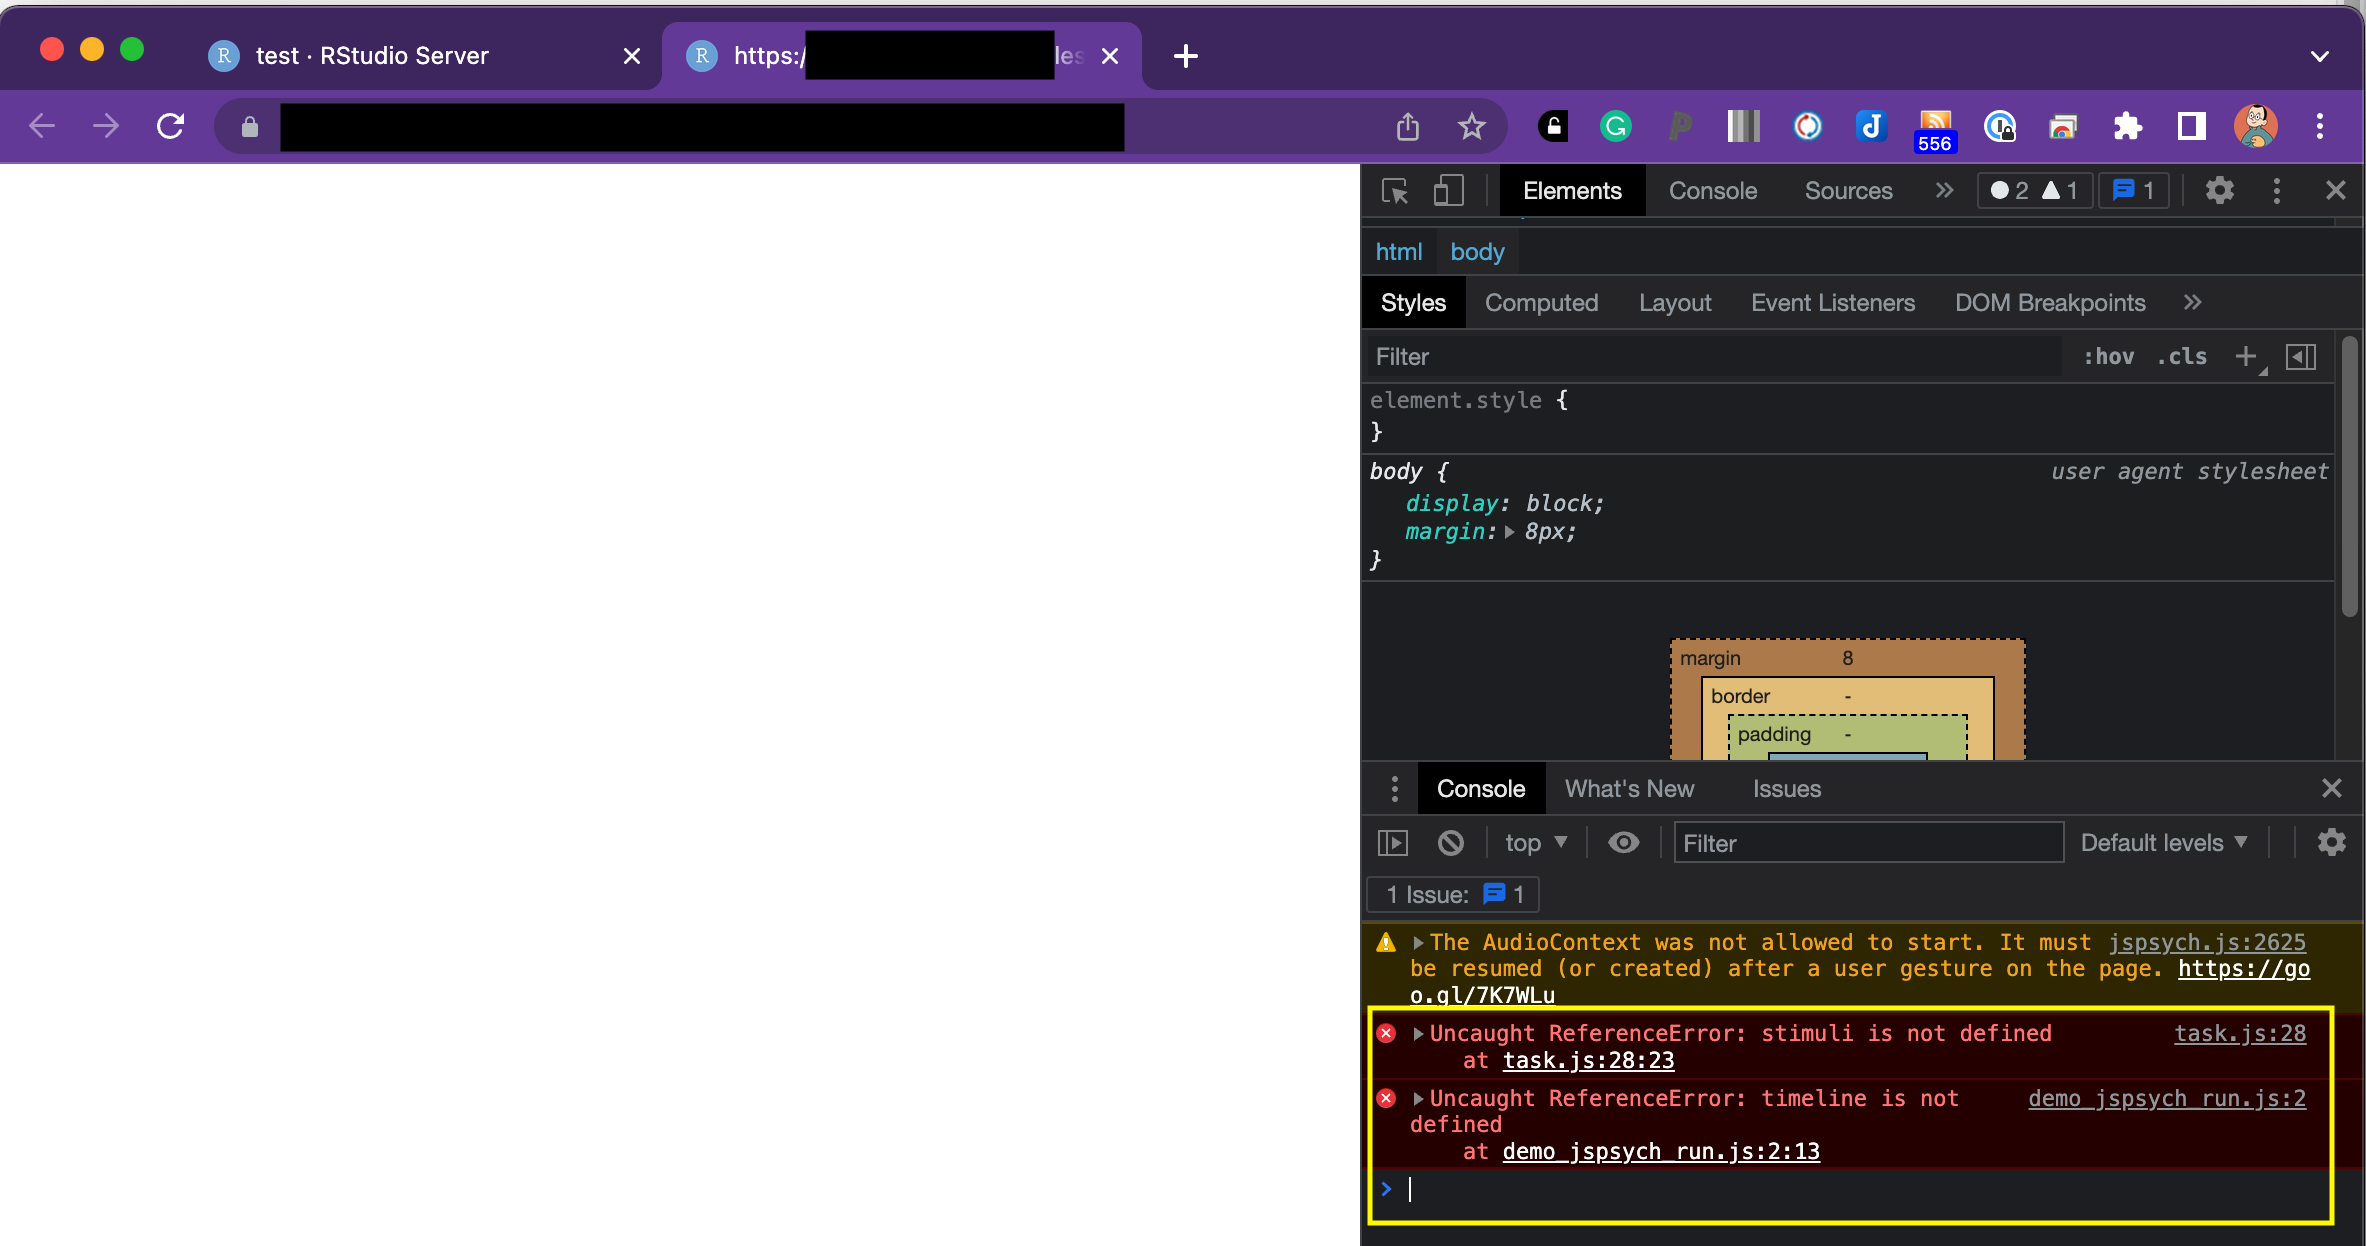 test · RStudio Server
https:/
les
556
Elements
Console
Sources
2
1
1
html
body
Styles
Computed
Layout
Event Listeners
DOM Breakpoints
Filter
:hov
.cls
element.style {
}
body {
user agent stylesheet
display: block;
margin: 8px;
}
margin
8
border
-
padding
-
Console
What's New
Issues
top
Filter
Default levels
1 Issue:
1
The AudioContext was not allowed to start. It must jspsych.js:2625
be resumed (or created) after a user gesture on the page. https://go
o.gl/7K7WLu
Uncaught ReferenceError: stimuli is not defined task.js:28
at task.js:28:23
Uncaught ReferenceError: timeline is not demo_jspsych_run.js:2
defined
at demo_jspsych_run.js:2:13